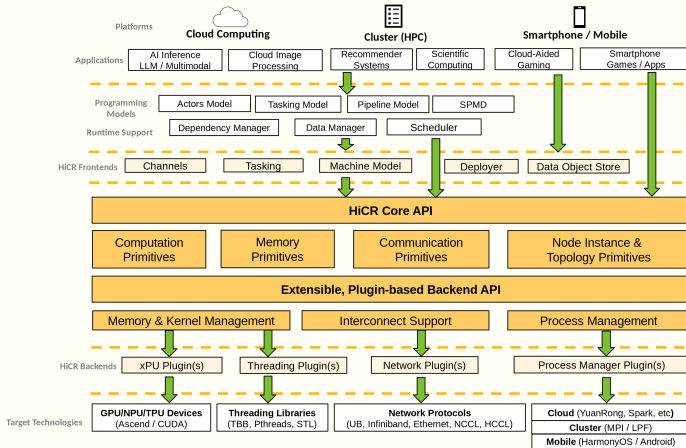 Platforms
Cloud Computing
Cluster (HPC)
Smartphone / Mobile
Applications
AI Inference
LLM / Multimodal
Cloud Image
Processing
Recommender
Systems
Scientific
Computing
Cloud-Aided
Gaming
Smartphone
Games / Apps
Programming
Models
Actors Model
Tasking Model
Pipeline Model
SPMD
Runtime Support
Dependency Manager
Data Manager
Scheduler
HiCR Frontends
Channels
Tasking
Machine Model
Deployer
Data Object Store
HiCR Core API
Computation
Primitives
Memory
Primitives
Communication
Primitives
Node Instance &
Topology Primitives
Extensible, Plugin-based Backend API
Memory & Kernel Management
Interconnect Support
Process Management
HiCR Backends
xPU Plugin(s)
Threading Plugin(s)
Network Plugin(s)
Process Manager Plugin(s)
Target Technologies
GPU/NPU/TPU Devices
(Ascend / CUDA)
Threading Libraries
(TBB, Pthreads, STL)
Network Protocols
(UB, Infiniband, Ethernet, NCCL, HCCL)
Cloud (YuanRong, Spark, etc)
Cluster (MPI / LPF)
Mobile (HarmonyOS / Android)